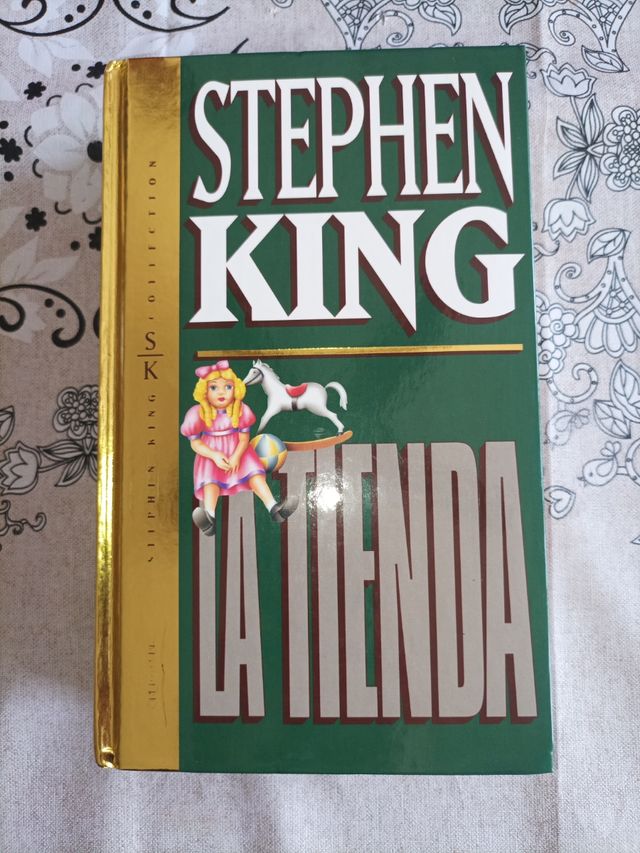 STEPHEN
KING
LA TIENDA
STEPHEN KING COLLECTION
S
K